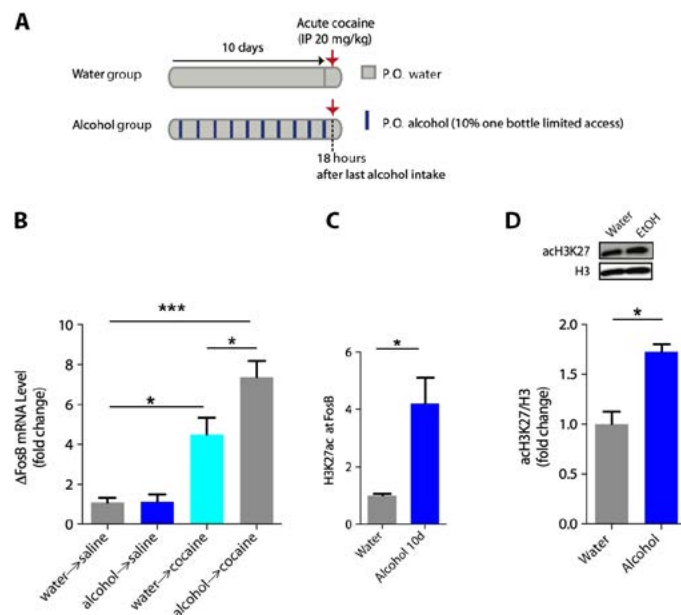 A
Acute cocaine
(IP 20 mg/kg)
10 days
Water group
P.O. water
Alcohol group
P.O. alcohol (10% one bottle limited access)
18 hours
after last alcohol intake
B
C
D
Water
EtOH
acH3K27
H3
***
*
*
ΔFosB mRNA Level
(fold change)
10
8
6
4
2
0
water→saline
alcohol→saline
water→cocaine
alcohol→cocaine
*
H3K27ac at FosB
6
4
2
0
Water
Alcohol 10d
*
acH3K27/H3
(fold change)
2.0
1.5
1.0
0.5
0.0
Water
Alcohol